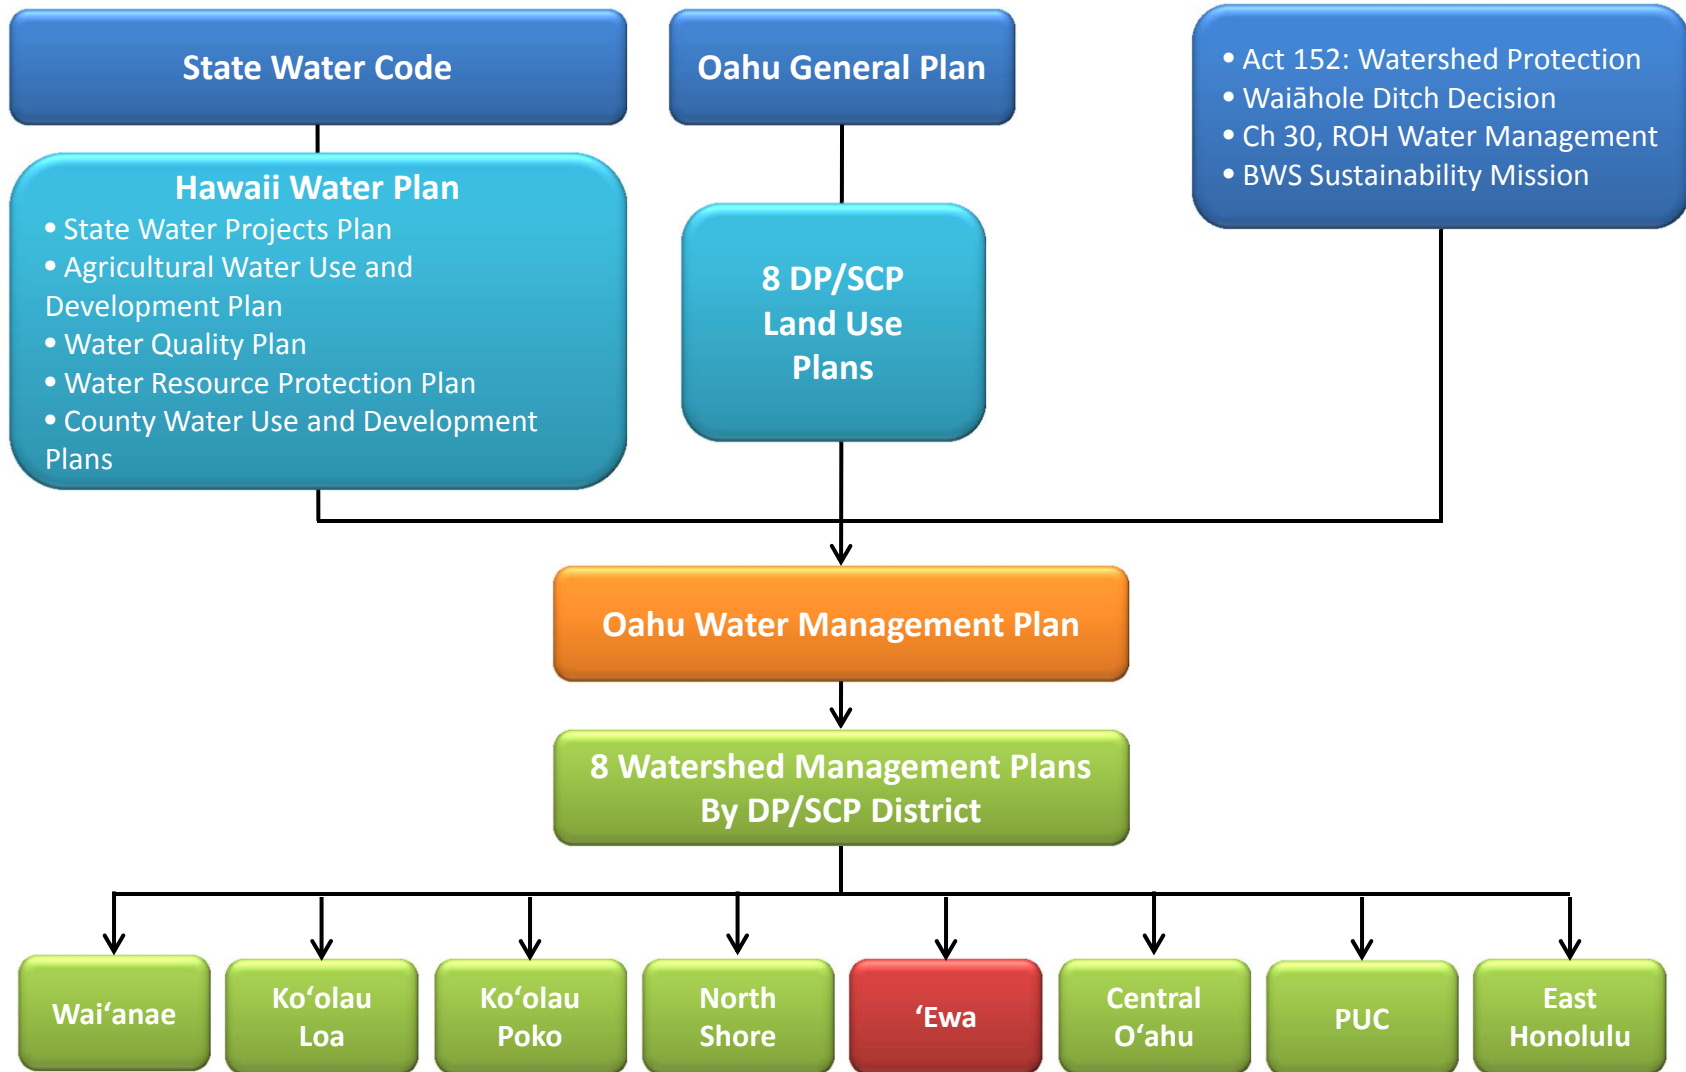 State Water Code
Oahu General Plan
• Act 152: Watershed Protection
• Waiāhole Ditch Decision
• Ch 30, ROH Water Management
• BWS Sustainability Mission
Hawaii Water Plan
• State Water Projects Plan
• Agricultural Water Use and
Development Plan
• Water Quality Plan
• Water Resource Protection Plan
• County Water Use and Development
Plans
8 DP/SCP
Land Use
Plans
Oahu Water Management Plan
8 Watershed Management Plans
By DP/SCP District
Wai‘anae
Ko‘olau
Loa
Ko‘olau
Poko
North
Shore
‘Ewa
Central
O‘ahu
PUC
East
Honolulu